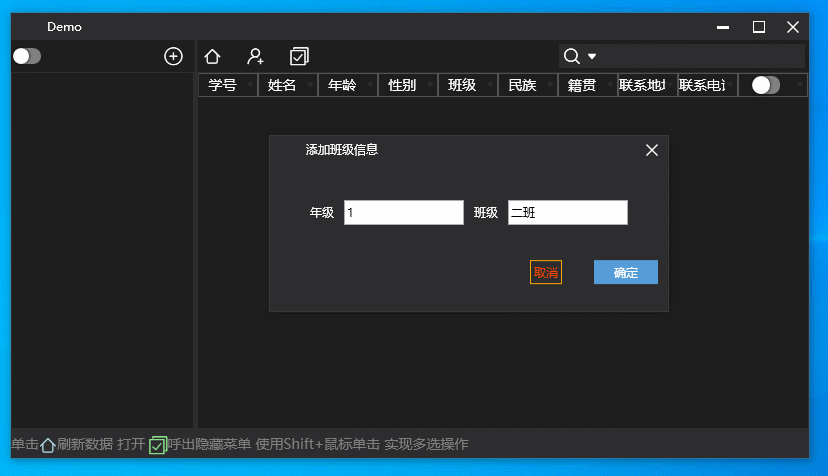 Demo
学号 姓名 年龄 性别 班级 民族 籍贯 联系地 联系电
添加班级信息
年级 1 班级 二班
取消 确定
单击刷新数据 打开呼出隐藏菜单 使用Shift+鼠标单击 实现多选操作